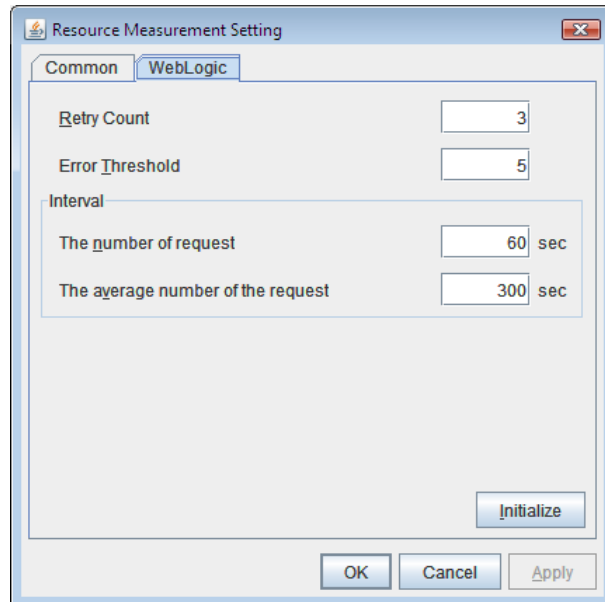 Resource Measurement Setting
Common WebLogic
Retry Count 3
Error Threshold 5
Interval
The number of request 60 sec
The average number of the request 300 sec
Initialize
OK Cancel Apply